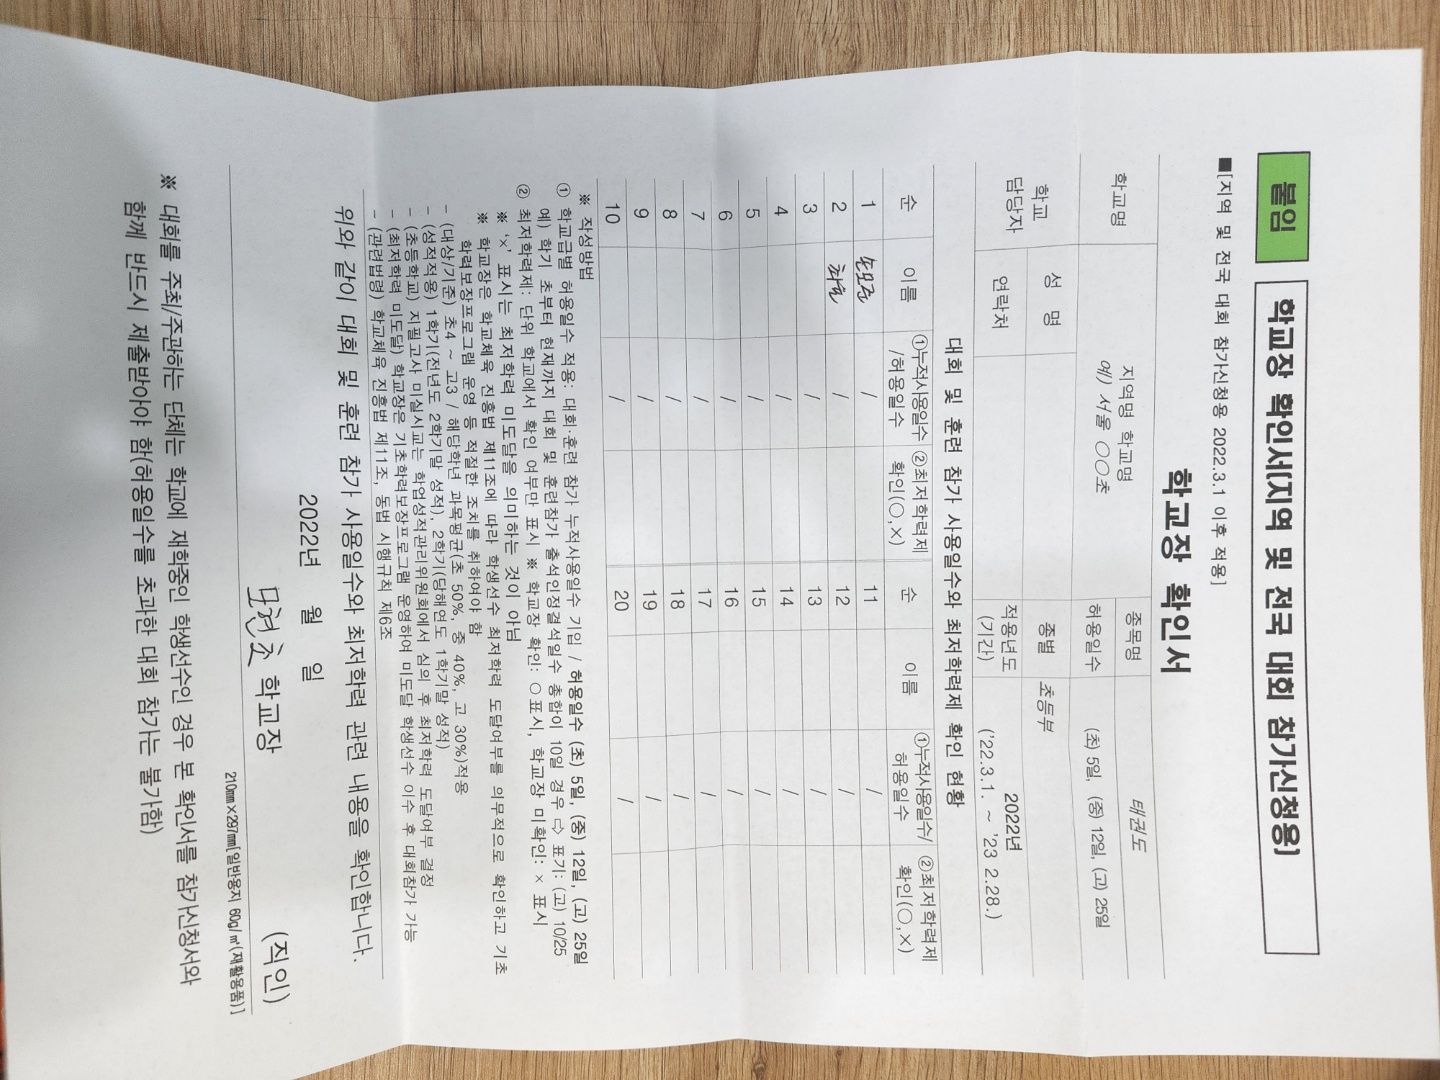 붙임 학교장 확인서(지역 및 전국 대회 참가신청용)
■[지역 및 전국 대회 참가신청용 2022.3.1 이후 적용]
학교장 확인서
학교명 지역명 학교명 예) 서울 ○○초 종목명 태권도
허용일수 (초) 5일, (중) 12일, (고) 25일
학교 담당자 성 명 종별 초등부
연락처 적용년도 (기간) 2022년 ('22.3.1. ~ '23 2.28.)
대회 및 훈련 참가 사용일수와 최저학력제 확인 현황
순 이름 ①누적사용일수 /허용일수 ②최저학력제 확인(○,×) 순 이름 ①누적사용일수/ 허용일수 ②최저학력제 확인(○,×)
1 / 11 /
2 / 12 /
3 / 13 /
4 / 14 /
5 / 15 /
6 / 16 /
7 / 17 /
8 / 18 /
9 / 19 /
10 / 20 /
※ 작성방법
① 학교급별 허용일수 적용: 대회·훈련 참가 누적사용일수 기입 / 허용일수 (초) 5일, (중) 12일, (고) 25일
예) 학기 초부터 현재까지 대회 및 훈련참가 출석인정결석일수 총합이 10일 경우 ⇨ 표기: (고) 10/25
② 최저학력제: 단위 학교에서 확인 여부만 표시 ※ 학교장 확인: ○표시, 학교장 미확인: × 표시
※ '×' 표시는 최저학력 미도달을 의미하는 것이 아님
※ 학교장은 학교체육 진흥법 제11조에 따라 학생선수 최저학력 도달여부를 의무적으로 확인하고 기초
학력보장프로그램 운영 등 적절한 조치를 취하여야 함
- (대상/기준) 초4 ~ 고3 / 해당학년 과목평균(초 50%, 중 40%, 고 30%)적용
- (성적적용) 1학기(전년도 2학기말 성적), 2학기(당해연도 1학기말 성적)
- (초등학교) 지필고사 미실시교는 학업성적관리위원회에서 심의 후 최저학력 도달여부 결정
- (최저학력 미도달) 학교장은 기초학력보장프로그램 운영하여 미도달 학생선수 이수 후 대회참가 가능
- (관련법령) 학교체육 진흥법 제11조, 동법 시행규칙 제6조
위와 같이 대회 및 훈련 참가 사용일수와 최저학력 관련 내용을 확인합니다.
2022년 월 일
모현초 학교장 (직인)
210㎜×297㎜[일반용지 60g/㎡(재활용품)]
※ 대회를 주최/주관하는 단체는 학교에 재학중인 학생선수인 경우 본 확인서를 참가신청서와
함께 반드시 제출받아야 함(허용일수를 초과한 대회 참가는 불가함)